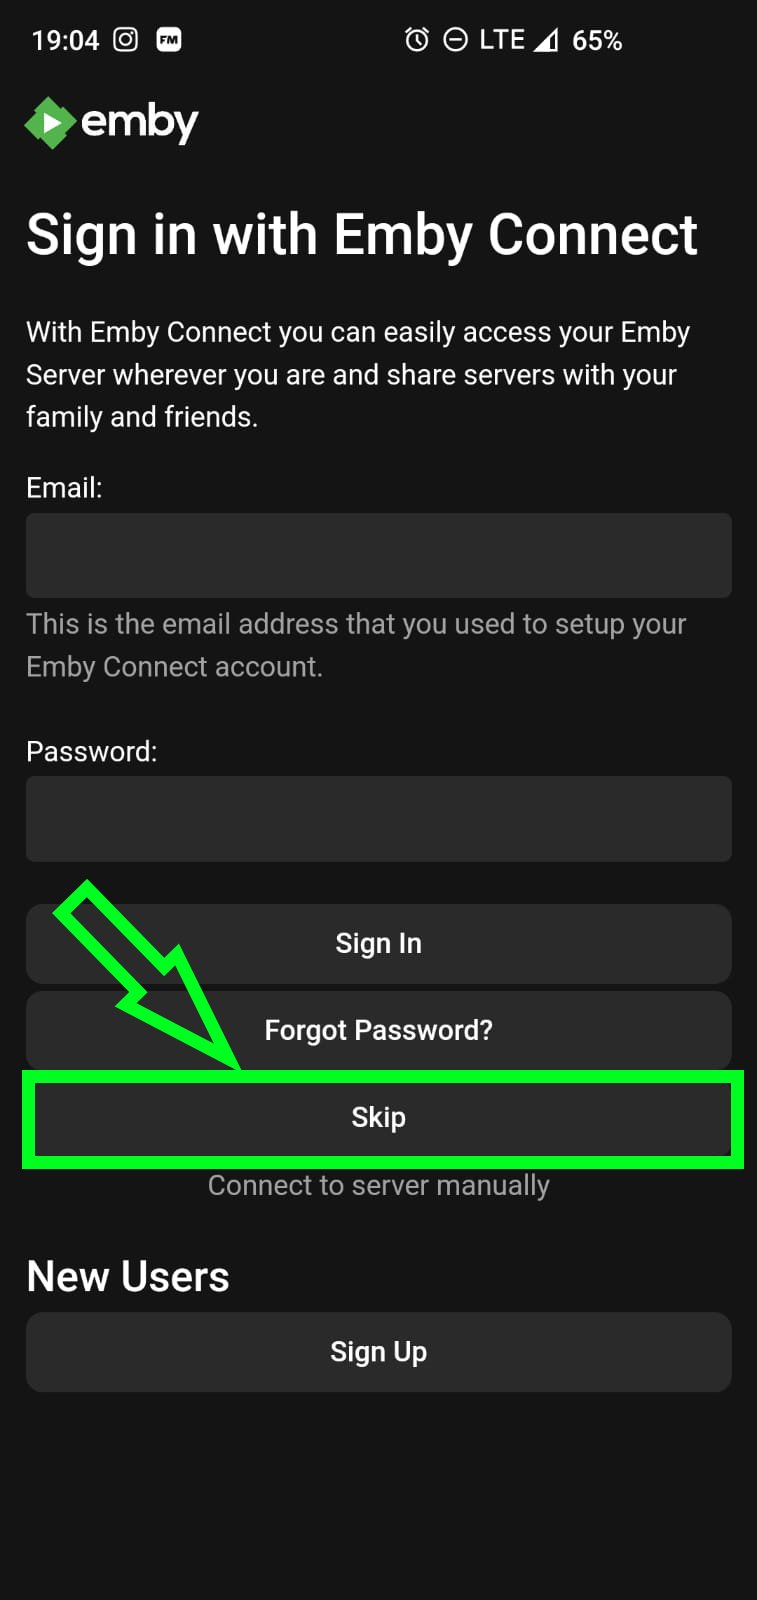 19:04 FM LTE 65%
emby
Sign in with Emby Connect
With Emby Connect you can easily access your Emby
Server wherever you are and share servers with your
family and friends.
Email:
This is the email address that you used to setup your
Emby Connect account.
Password:
Sign In
Forgot Password?
Skip
Connect to server manually
New Users
Sign Up